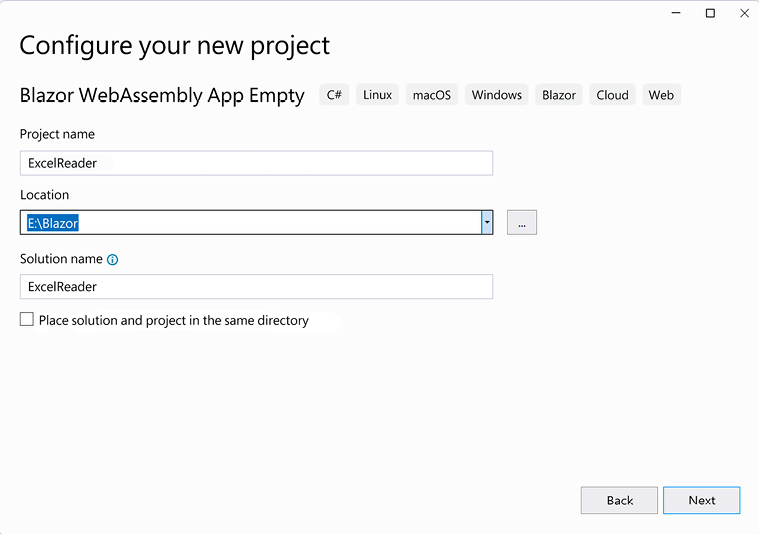 Configure your new project
Blazor WebAssembly App Empty C# Linux macOS Windows Blazor Cloud Web
Project name
ExcelReader
Location
E:\Blazor
...
Solution name
ExcelReader
Place solution and project in the same directory
Back Next